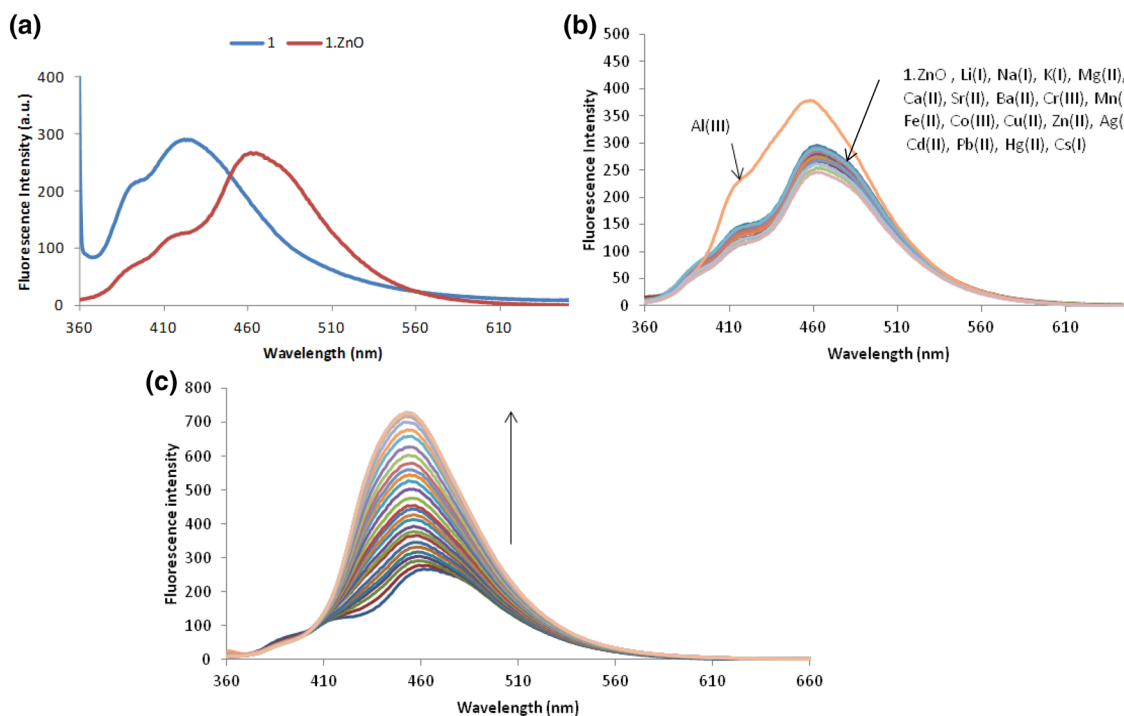 (a)
1 1.ZnO
Fluorescence Intensity (a.u.)
400
300
200
100
0
360 410 460 510 560 610
Wavelength (nm)
(b)
Fluorescence intensity
500
450
400
350
300
250
200
150
100
50
0
Al(III)
1.ZnO , Li(I), Na(I), K(I), Mg(II),
Ca(II), Sr(II), Ba(II), Cr(III), Mn(
Fe(II), Co(III), Cu(II), Zn(II), Ag(
Cd(II), Pb(II), Hg(II), Cs(I)
360 410 460 510 560 610
Wavelength (nm)
(c)
Fluorescence intensity
800
700
600
500
400
300
200
100
0
360 410 460 510 560 610 660
Wavelength (nm)